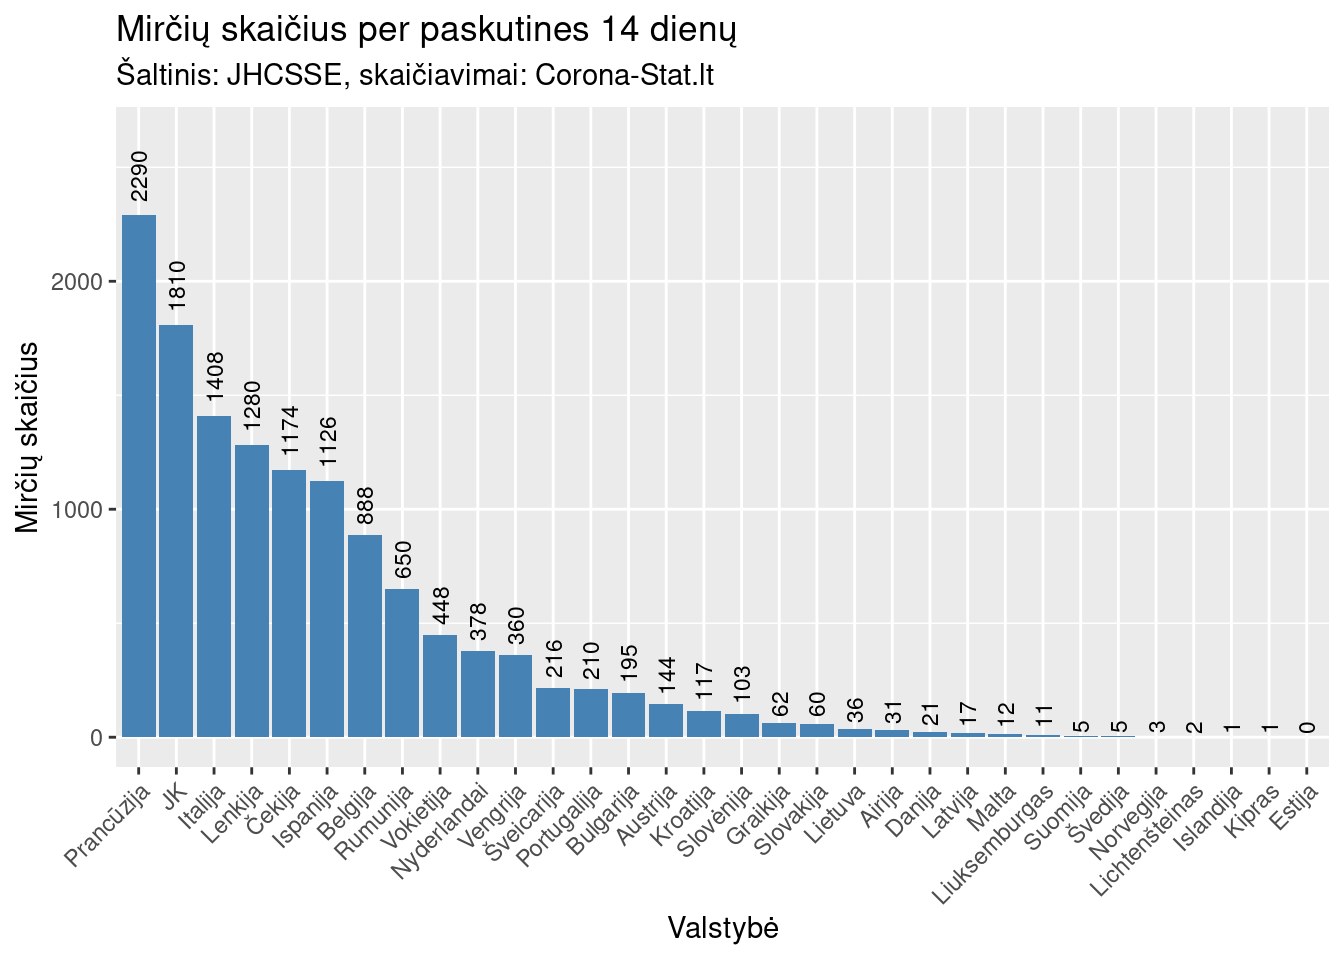 Mirčių skaičius per paskutines 14 dienų
Šaltinis: JHCSSE, skaičiavimai: Corona-Stat.lt
Mirčių skaičius
2000
1000
0
2290
1810
1408
1280
1174
1126
888
650
448
378
360
216
210
195
144
117
103
62
60
36
31
21
17
12
11
5
5
3
2
1
1
0
Prancūzija
JK
Italija
Lenkija
Čekija
Ispanija
Belgija
Rumunija
Vokietija
Nyderlandai
Vengrija
Šveicarija
Portugalija
Bulgarija
Austrija
Kroatija
Slovėnija
Graikija
Slovakija
Lietuva
Airija
Danija
Latvija
Malta
Liuksemburgas
Suomija
Švedija
Norvegija
Lichtenšteinas
Islandija
Kipras
Estija
Valstybė